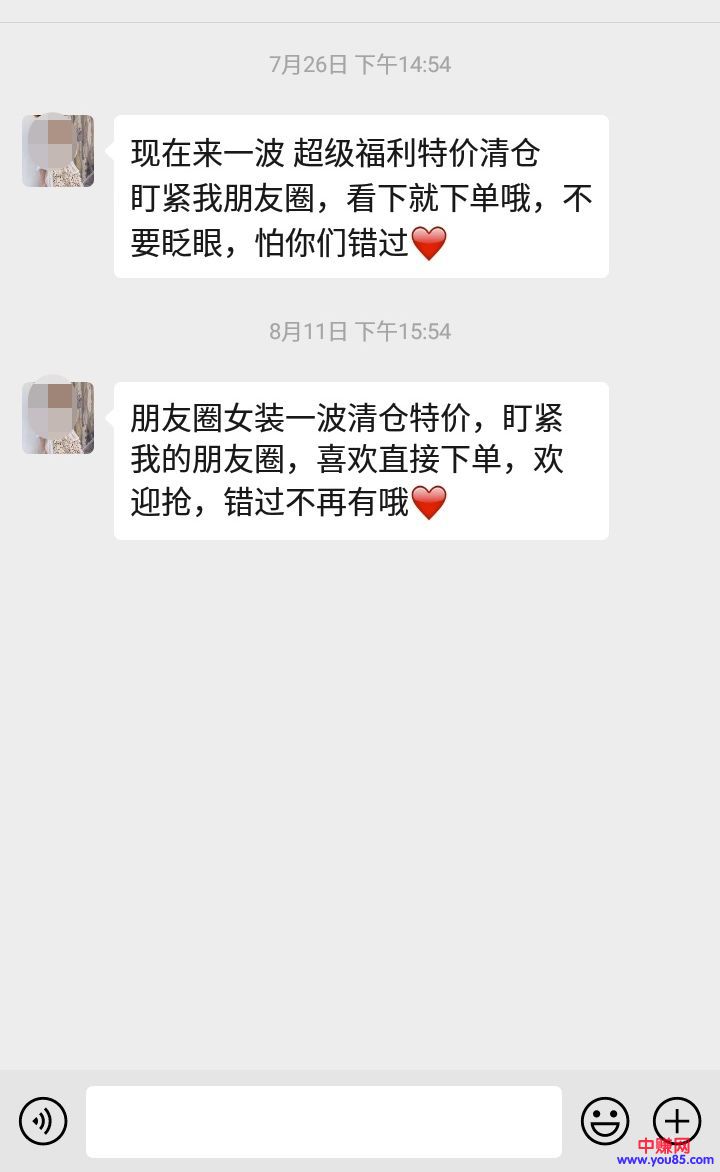 7月26日 下午14:54
现在来一波 超级福利特价清仓
盯紧我朋友圈，看下就下单哦，不
要眨眼，怕你们错过❤️
8月11日 下午15:54
朋友圈女装一波清仓特价，盯紧
我的朋友圈，喜欢直接下单，欢
迎抢，错过不再有哦❤️
中赚网
www.you85.com